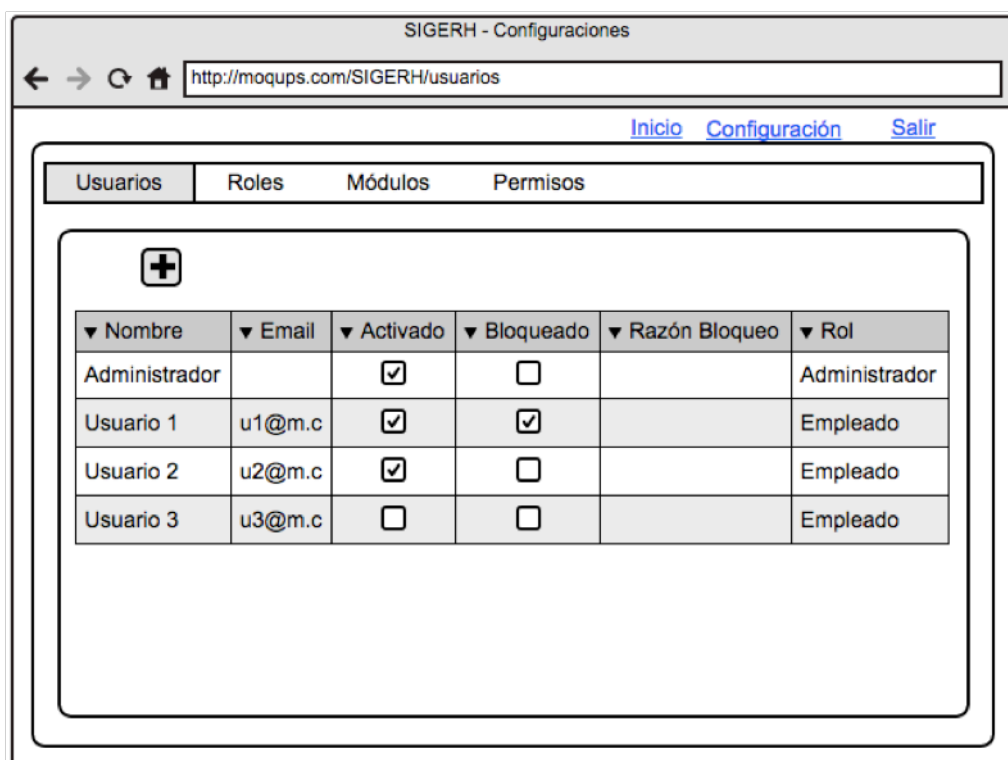 SIGERH - Configuraciones
http://moqups.com/SIGERH/usuarios
Inicio Configuración Salir
Usuarios Roles Módulos Permisos
Nombre Email Activado Bloqueado Razón Bloqueo Rol
Administrador Administrador
Usuario 1 u1@m.c Empleado
Usuario 2 u2@m.c Empleado
Usuario 3 u3@m.c Empleado